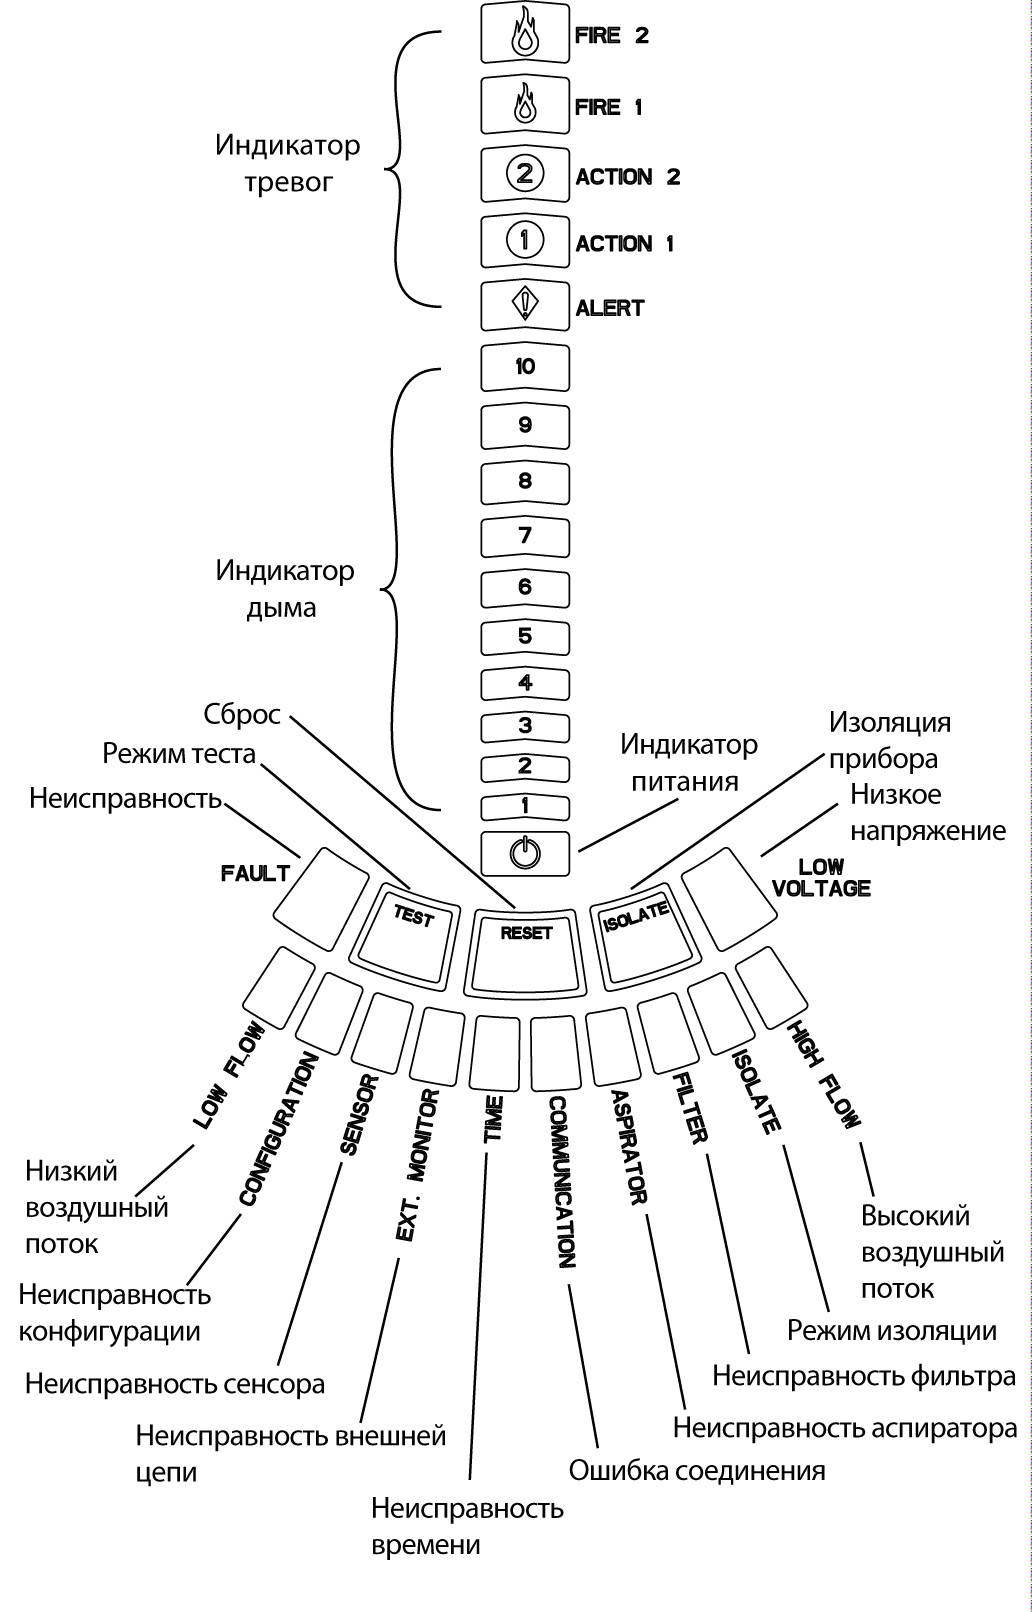 FIRE 2
FIRE 1
Индикатор
тревог
2 ACTION 2
1 ACTION 1
ALERT
10
9
8
7
6
Индикатор
дыма
5
4
3
2
1
Сброс
Режим теста
Неисправность
Индикатор
питания
Изоляция
прибора
Низкое
напряжение
FAULT
TEST
RESET
ISOLATE
LOW
VOLTAGE
LOW FLOW
CONFIGURATION
SENSOR
EXT. MONITOR
TIME
COMMUNICATION
ASPIRATOR
FILTER
ISOLATE
HIGH FLOW
Низкий
воздушный
поток
Неисправность
конфигурации
Неисправность сенсора
Неисправность внешней
цепи
Неисправность
времени
Ошибка соединения
Неисправность аспиратора
Неисправность фильтра
Режим изоляции
Высокий
воздушный
поток